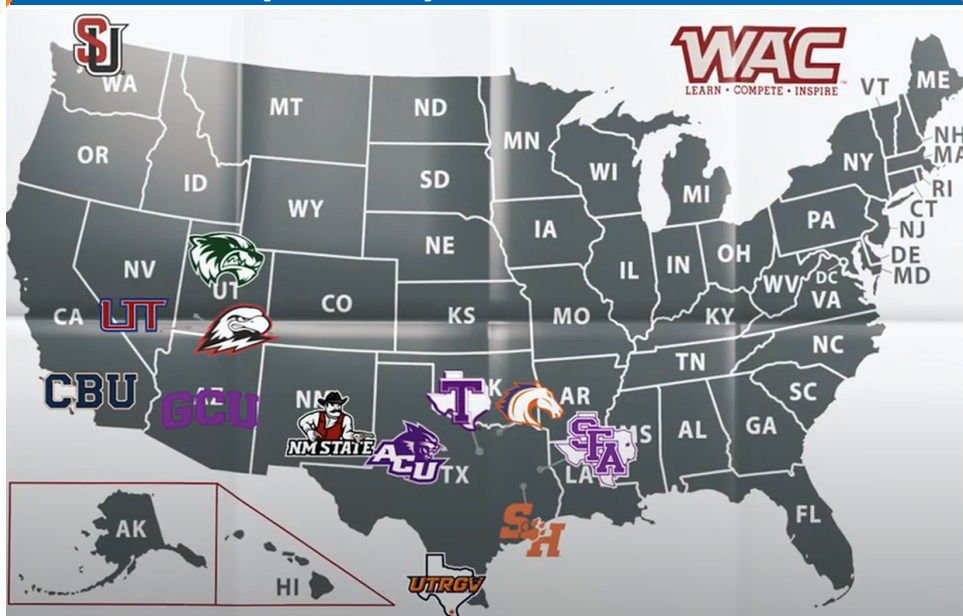 SU
WA
WAC
LEARN • COMPETE • INSPIRE
MT
ND
MN
VT
ME
OR
ID
SD
WI
MI
NY
NH
MA
WY
RI
CT
IA
PA
NJ
NE
OH
DE
MD
NV
UT
IL
IN
WV
DC
VA
CO
CA
UT
KS
MO
KY
NC
TN
CBU
GCU
NM
NM STATE
ACU
TX
T
K
AR
SFA
LA
MS
AL
GA
SC
S H
FL
AK
HI
UTRGV